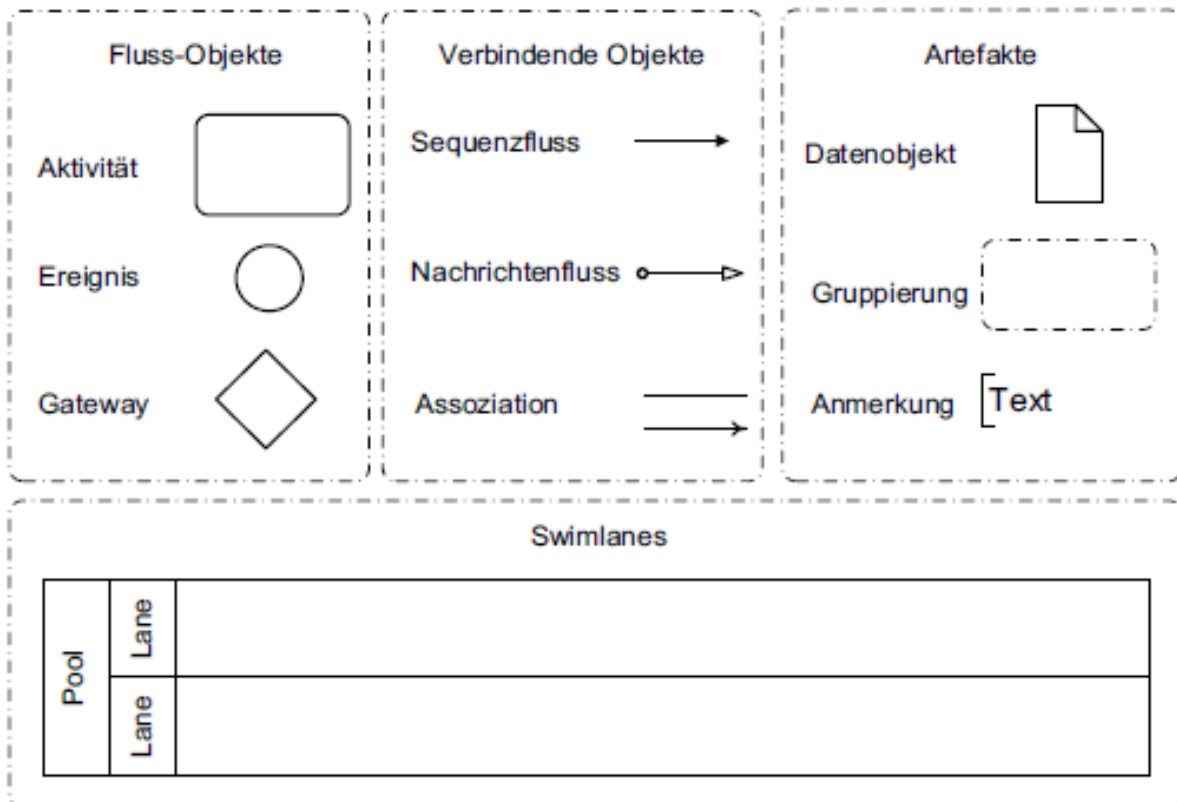 Fluss-Objekte
Aktivität
Ereignis
Gateway
Verbindende Objekte
Sequenzfluss
Nachrichtenfluss
Assoziation
Artefakte
Datenobjekt
Gruppierung
Anmerkung
Text
Swimlanes
Pool
Lane
Lane